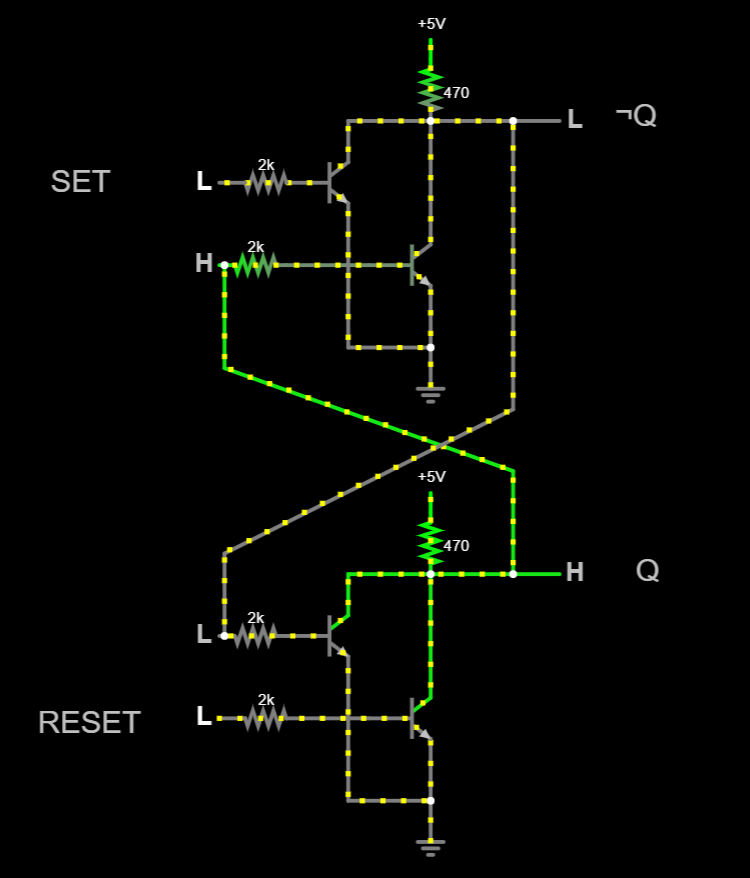 +5V
470
L ¬Q
2k
SET L
2k
H
+5V
470
H Q
2k
L
2k
RESET L